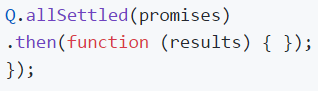 Q.allSettled(promises)
.then(function (results) { });
});